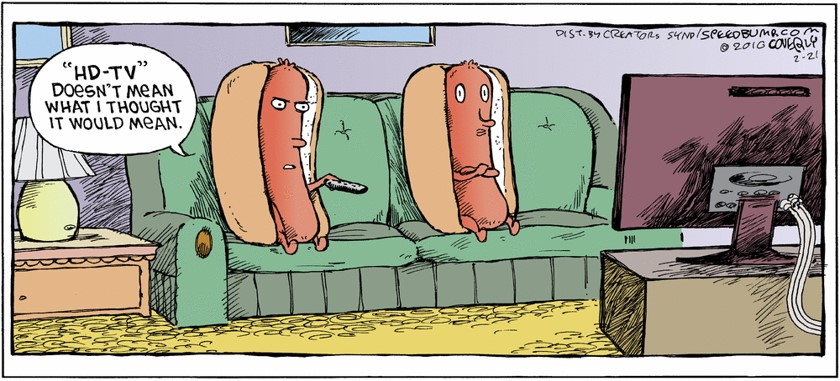 DIST. BY CREATORS SYND/SPEEDBUMP.COM
© 2010 COVERLY
2-21
"HD-TV"
DOESN'T MEAN
WHAT I THOUGHT
IT WOULD MEAN.